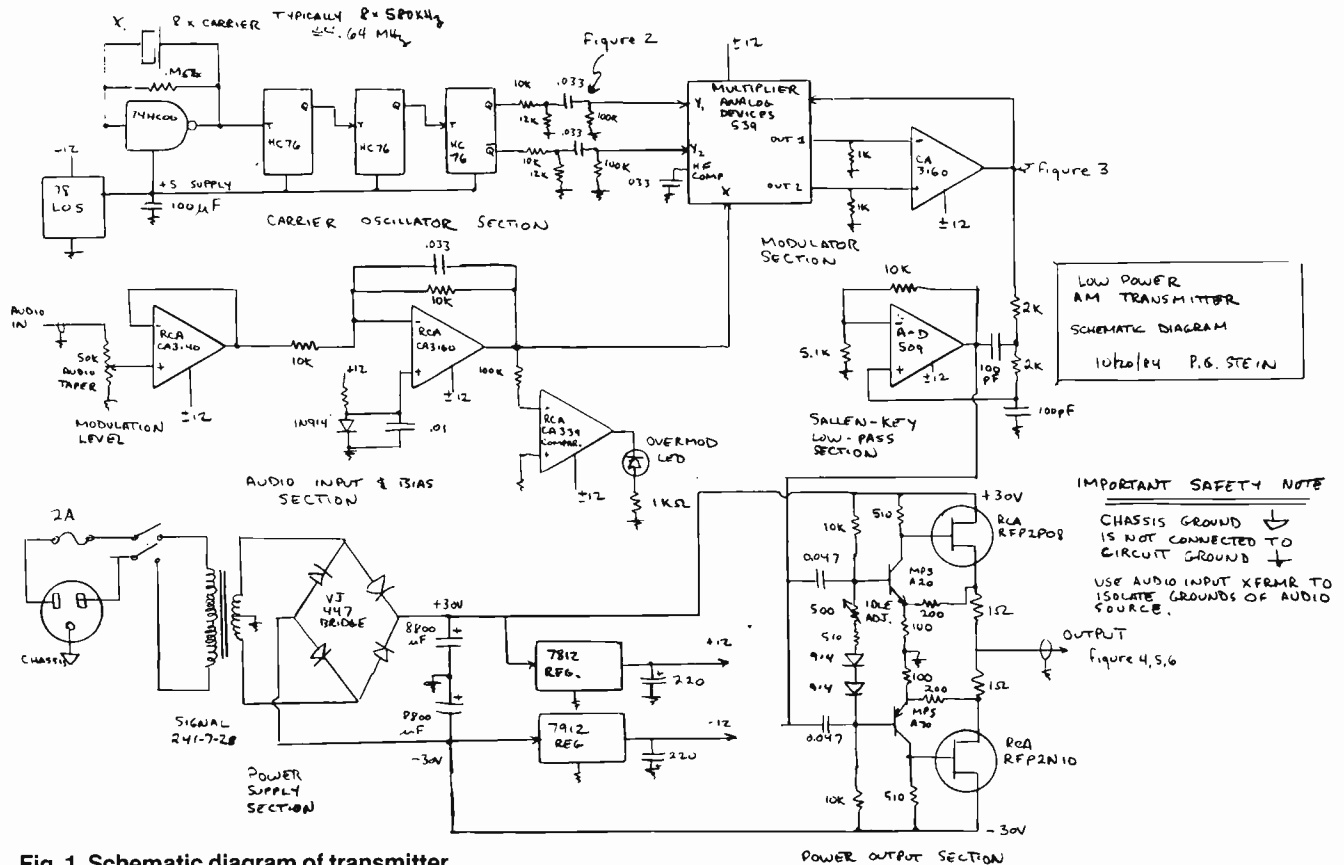 X
8 x CARRIER
TYPICALLY 8 x 580KHz
4.64 MHz
Figure 2
±12
74HC00
T
Q
HC76
T
Q
HC76
T
Q
Q
HC
76
10K
.033
12K
100K
.033
10K
12K
100K
Y1
Y2
HF
COMP
X
.033
MULTIPLIER
ANALOG
DEVICES
539
OUT 1
OUT 2
1K
1K
CA
3160
±12
Figure 3
-12
78
L05
+5 SUPPLY
100µF
CARRIER OSCILLATOR SECTION
MODULATOR
SECTION
AUDIO
IN
50K
AUDIO
TAPER
MODULATION
LEVEL
RCA
CA3140
±12
10K
.033
10K
RCA
CA3160
±12
+12
1N914
.01
100K
RCA
CA339
COMPAR.
±12
OVERMOD
LED
1KΩ
AUDIO INPUT & BIAS
SECTION
10K
5.1K
A-D
509
±12
100
PF
2K
2K
100pF
SALLEN-KEY
LOW-PASS
SECTION
LOW POWER
AM TRANSMITTER
SCHEMATIC DIAGRAM
10/20/84 P.G. STEIN
2A
CHASSIS
SIGNAL
241-7-28
VJ
447
BRIDGE
+30V
8800
µF
8800
µF
-30V
7812
REG.
7912
REG
220
220
+12
-12
POWER
SUPPLY
SECTION
10K
510
0.047
500
IDLE
ADJ.
510
914
914
0.047
10K
510
MPS
A20
200
100
100
200
MPS
A70
+30V
RCA
RFP2P08
1Ω
1Ω
RCA
RFP2N10
-30V
OUTPUT
Figure 4,5,6
POWER OUTPUT SECTION
IMPORTANT SAFETY NOTE
CHASSIS GROUND
IS NOT CONNECTED TO
CIRCUIT GROUND
USE AUDIO INPUT XFRMR TO
ISOLATE GROUNDS OF AUDIO
SOURCE.
Fig. 1 Schematic diagram of transmitter